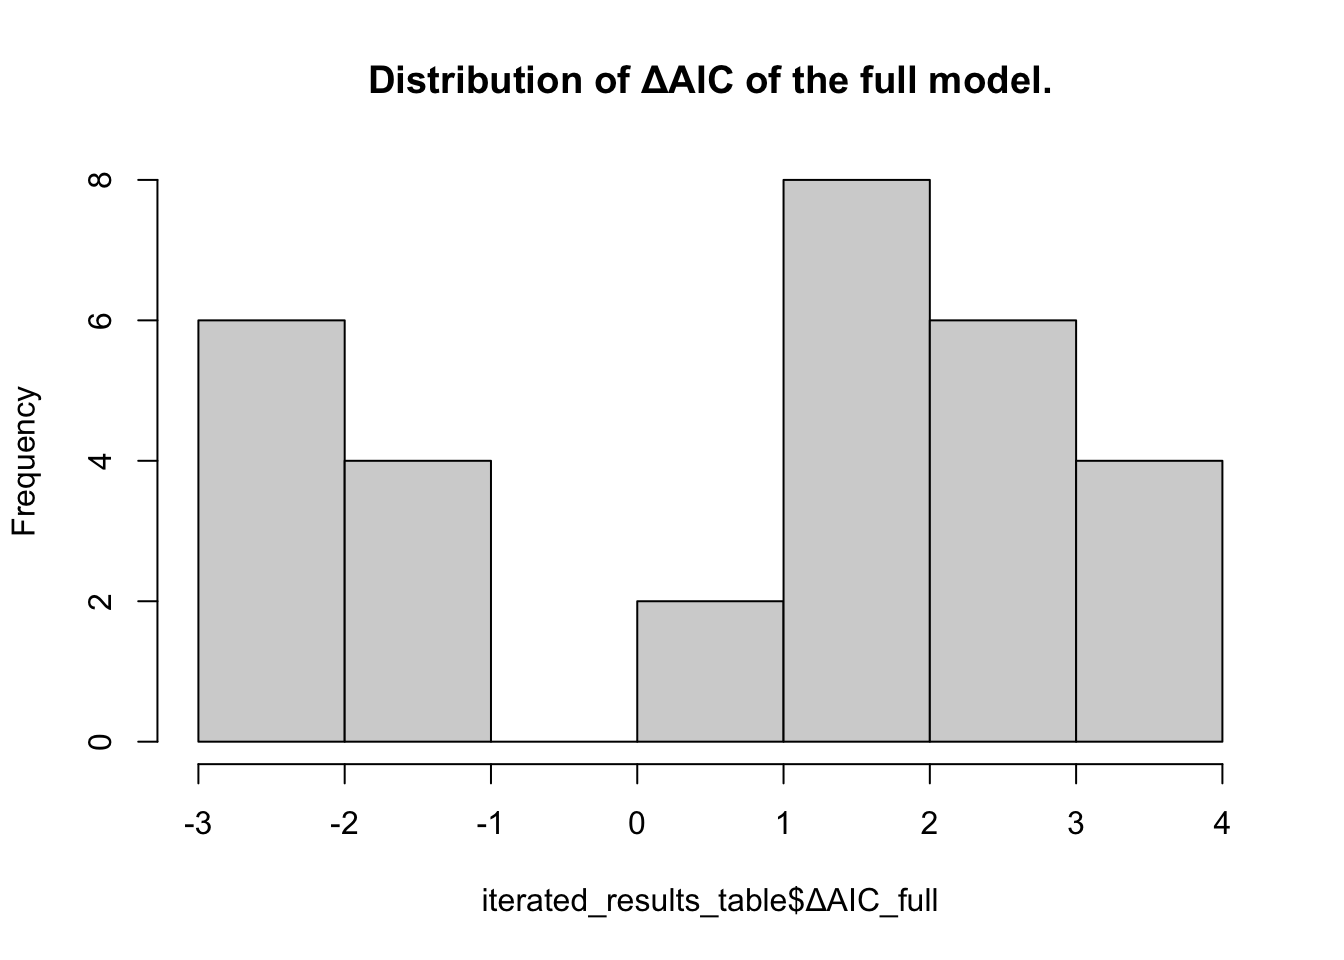 Distribution of ΔAIC of the full model.
Frequency
8
6
4
2
0
-3 -2 -1 0 1 2 3 4
iterated_results_table$ΔAIC_full